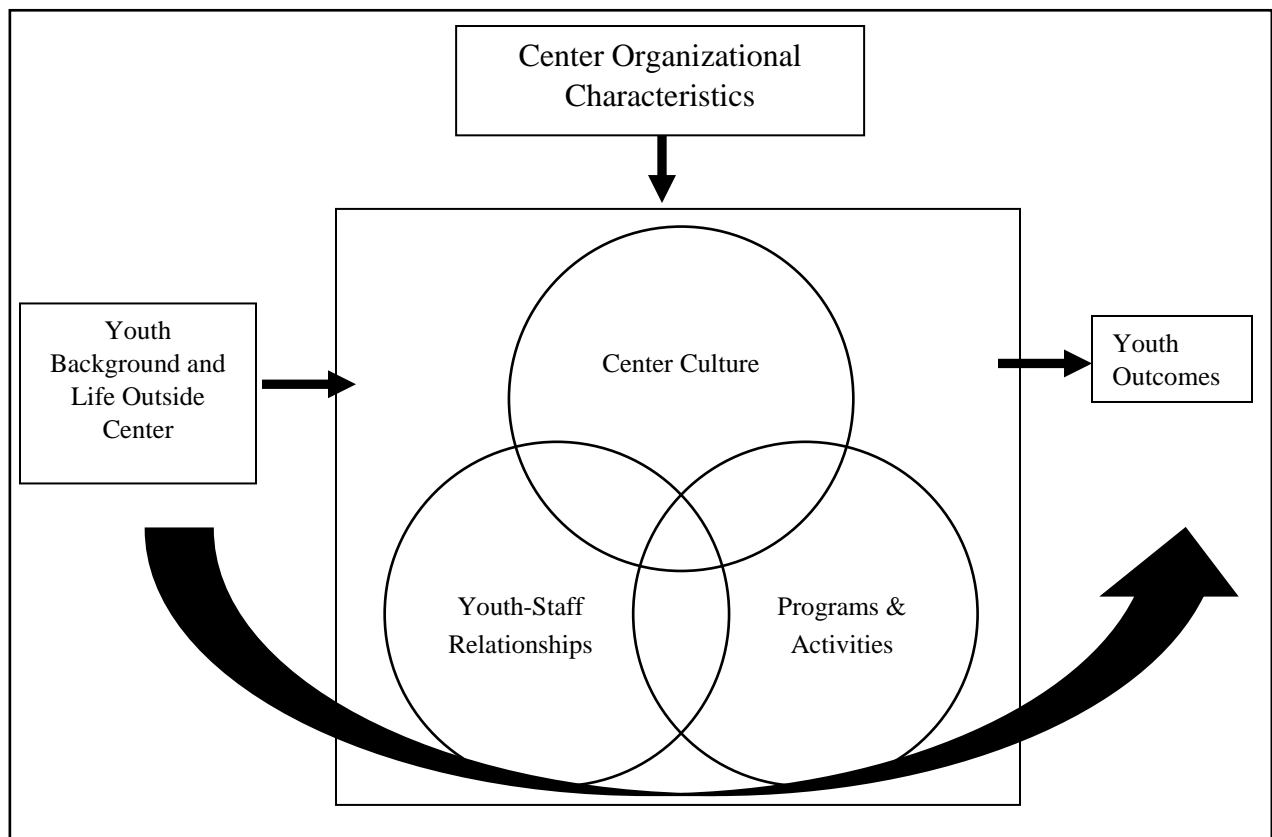 Center Organizational
Characteristics
Youth
Background and
Life Outside
Center
Center Culture
Youth
Outcomes
Youth-Staff
Relationships
Programs &
Activities